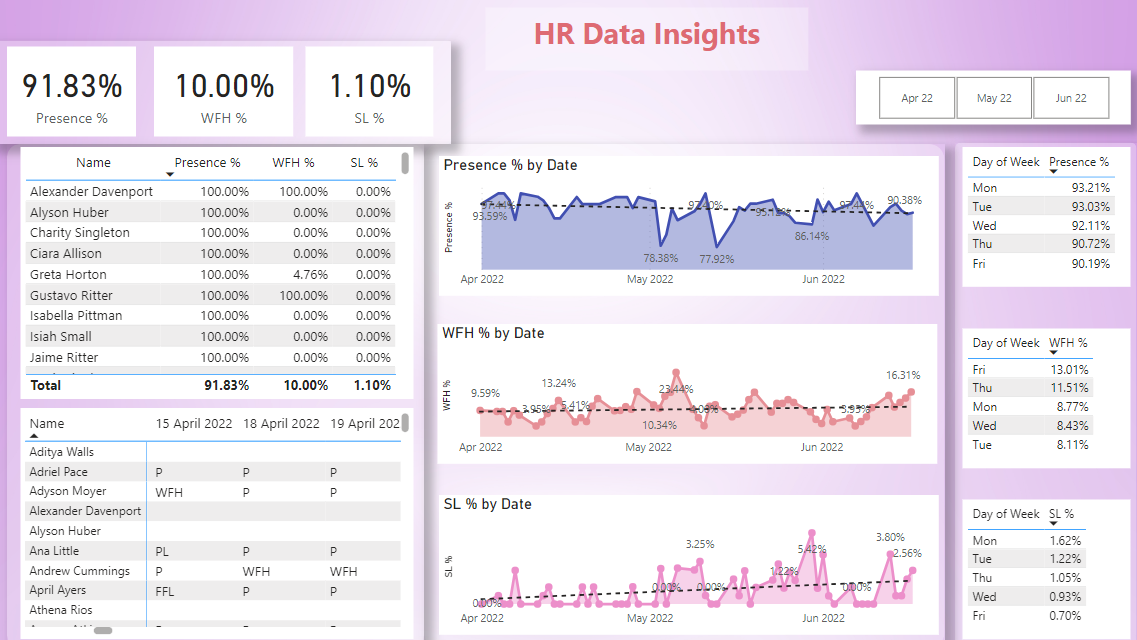 HR Data Insights
91.83%
Presence %
10.00%
WFH %
1.10%
SL %
Apr 22
May 22
Jun 22
Name Presence % WFH % SL %
Alexander Davenport 100.00% 100.00% 0.00%
Alyson Huber 100.00% 0.00% 0.00%
Charity Singleton 100.00% 0.00% 0.00%
Ciara Allison 100.00% 0.00% 0.00%
Greta Horton 100.00% 4.76% 0.00%
Gustavo Ritter 100.00% 100.00% 0.00%
Isabella Pittman 100.00% 0.00% 0.00%
Isiah Small 100.00% 0.00% 0.00%
Jaime Ritter 100.00% 0.00% 0.00%
Total 91.83% 10.00% 1.10%
Name 15 April 2022 18 April 2022 19 April 202
Aditya Walls
Adriel Pace P P P
Adyson Moyer WFH P P
Alexander Davenport
Alyson Huber
Ana Little PL P P
Andrew Cummings P WFH WFH
April Ayers FFL P P
Athena Rios
Presence % by Date
Presence %
97.44%
93.59%
78.38%
97.40%
77.92%
95.12%
86.14%
97.44%
90.38%
Apr 2022 May 2022 Jun 2022
WFH % by Date
WFH %
9.59%
3.95%
13.24%
5.41%
10.34%
23.44%
4.05%
3.95%
16.31%
Apr 2022 May 2022 Jun 2022
SL % by Date
SL %
0.00%
0.00%
3.25%
0.00%
1.22%
5.42%
0.00%
3.80%
2.56%
Apr 2022 May 2022 Jun 2022
Day of Week Presence %
Mon 93.21%
Tue 93.03%
Wed 92.11%
Thu 90.72%
Fri 90.19%
Day of Week WFH %
Fri 13.01%
Thu 11.51%
Mon 8.77%
Wed 8.43%
Tue 8.11%
Day of Week SL %
Mon 1.62%
Tue 1.22%
Thu 1.05%
Wed 0.93%
Fri 0.70%